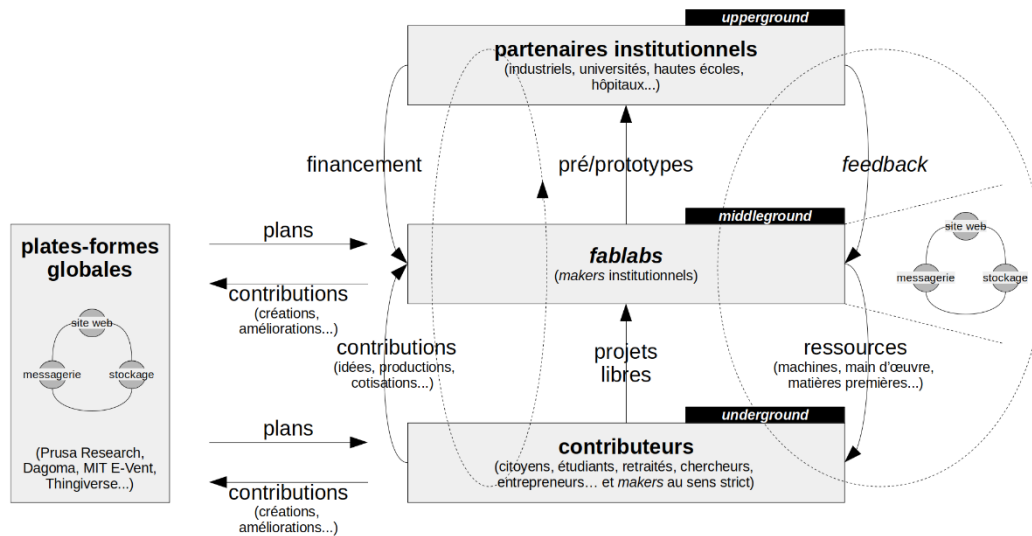 upperground
partenaires institutionnels
(industriels, universités, hautes écoles,
hôpitaux...)
financement
pré/prototypes
feedback
middleground
fablabs
(makers institutionnels)
plates-formes
globales
site web
messagerie
stockage
(Prusa Research,
Dagoma, MIT E-Vent,
Thingiverse...)
plans
contributions
(créations,
améliorations...)
site web
messagerie
stockage
contributions
(idées, productions,
cotisations...)
projets
libres
ressources
(machines, main d'œuvre,
matières premières...)
underground
contributeurs
(citoyens, étudiants, retraités, chercheurs,
entrepreneurs… et makers au sens strict)
plans
contributions
(créations,
améliorations...)